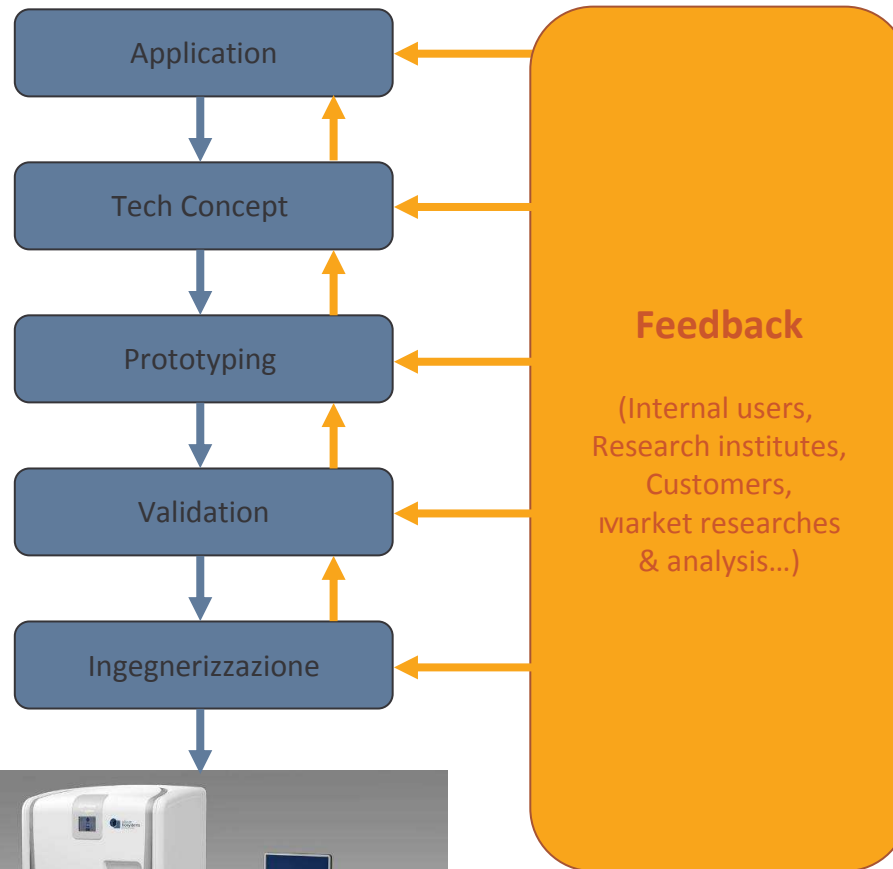 Application
Tech Concept
Prototyping
Validation
Ingegnerizzazione
Feedback
(Internal users,
Research institutes,
Customers,
Market researches
& analysis...)